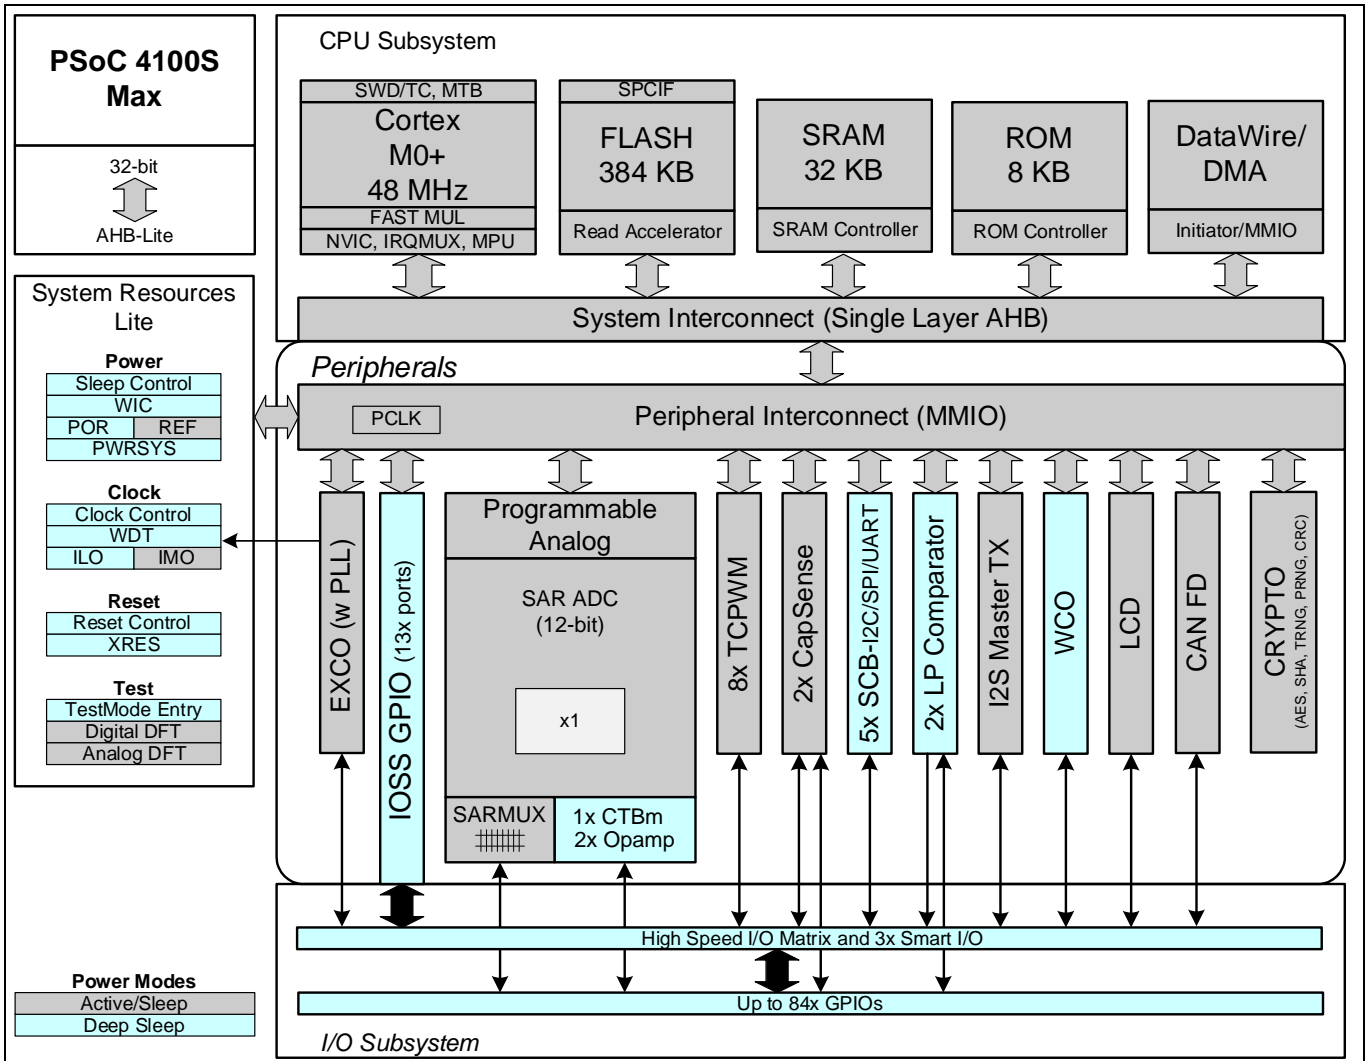 PSoC 4100S
Max
32-bit
AHB-Lite
CPU Subsystem
SWD/TC, MTB
Cortex
M0+
48 MHz
FAST MUL
NVIC, IRQMUX, MPU
SPCIF
FLASH
384 KB
Read Accelerator
SRAM
32 KB
SRAM Controller
ROM
8 KB
ROM Controller
DataWire/
DMA
Initiator/MMIO
System Interconnect (Single Layer AHB)
System Resources
Lite
Power
Sleep Control
WIC
POR
REF
PWRSYS
Clock
Clock Control
WDT
ILO
IMO
Reset
Reset Control
XRES
Test
TestMode Entry
Digital DFT
Analog DFT
Peripherals
PCLK
Peripheral Interconnect (MMIO)
EXCO (w PLL)
IOSS GPIO (13x ports)
Programmable
Analog
SAR ADC
(12-bit)
x1
SARMUX
1x CTBm
2x Opamp
8x TCPWM
2x CapSense
5x SCB-I2C/SPI/UART
2x LP Comparator
I2S Master TX
WCO
LCD
CAN FD
CRYPTO
(AES, SHA, TRNG, PRNG, CRC)
High Speed I/O Matrix and 3x Smart I/O
Up to 84x GPIOs
I/O Subsystem
Power Modes
Active/Sleep
Deep Sleep